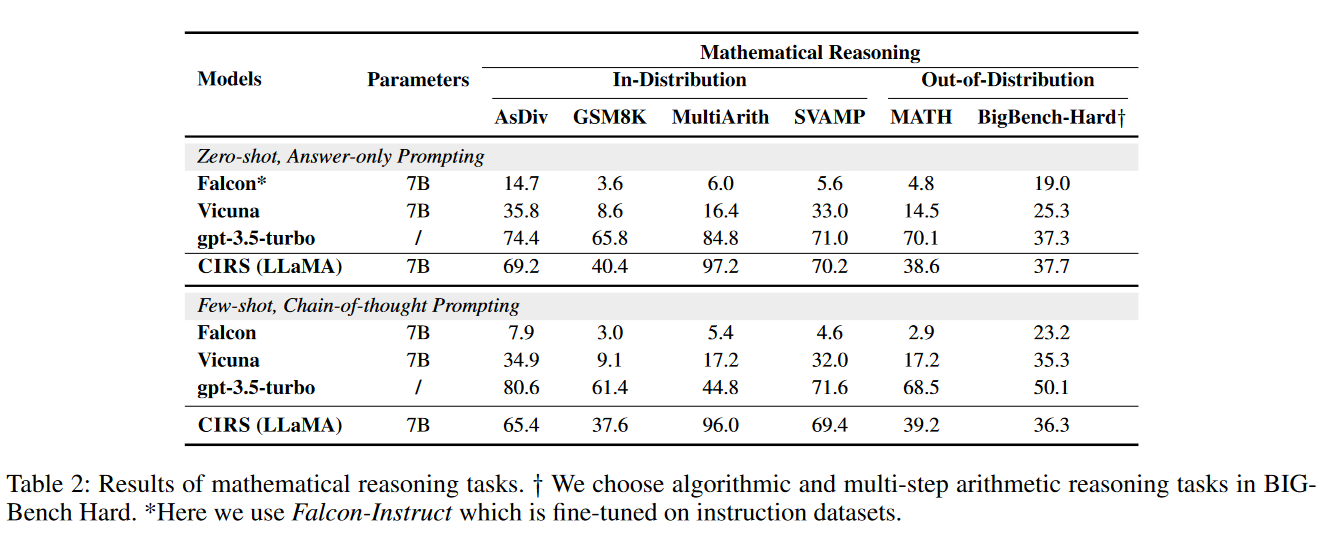 Mathematical Reasoning
Models Parameters In-Distribution Out-of-Distribution
AsDiv GSM8K MultiArith SVAMP MATH BigBench-Hard†
Zero-shot, Answer-only Prompting
Falcon* 7B 14.7 3.6 6.0 5.6 4.8 19.0
Vicuna 7B 35.8 8.6 16.4 33.0 14.5 25.3
gpt-3.5-turbo / 74.4 65.8 84.8 71.0 70.1 37.3
CIRS (LLaMA) 7B 69.2 40.4 97.2 70.2 38.6 37.7
Few-shot, Chain-of-thought Prompting
Falcon 7B 7.9 3.0 5.4 4.6 2.9 23.2
Vicuna 7B 34.9 9.1 17.2 32.0 17.2 35.3
gpt-3.5-turbo / 80.6 61.4 44.8 71.6 68.5 50.1
CIRS (LLaMA) 7B 65.4 37.6 96.0 69.4 39.2 36.3
Table 2: Results of mathematical reasoning tasks. † We choose algorithmic and multi-step arithmetic reasoning tasks in BIG-
Bench Hard. *Here we use Falcon-Instruct which is fine-tuned on instruction datasets.